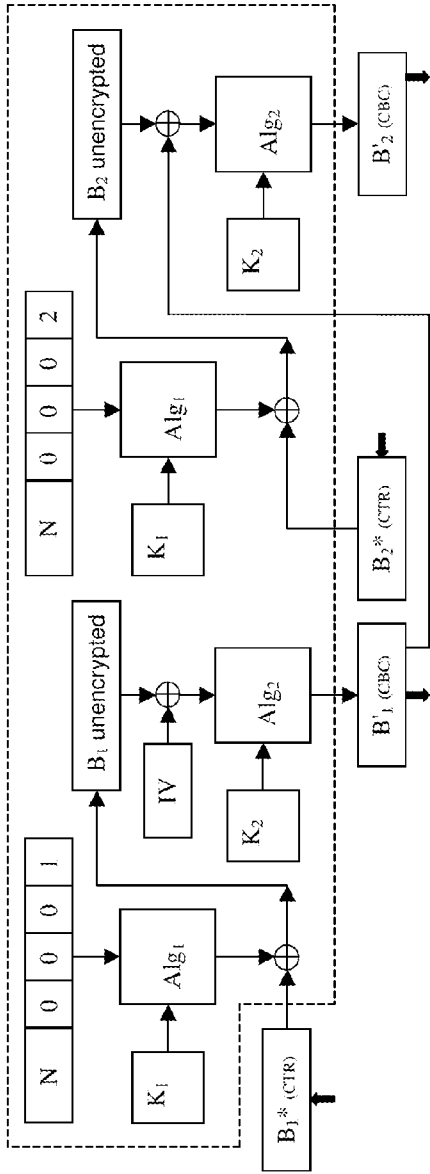 N 0 0 0 1
K₁
Alg₁
B₁* (CTR)
B₁ unencrypted
IV
K₂
Alg₂
B'₁ (CBC)
N 0 0 0 2
K₁
Alg₁
B₂* (CTR)
B₂ unencrypted
K₂
Alg₂
B'₂ (CBC)